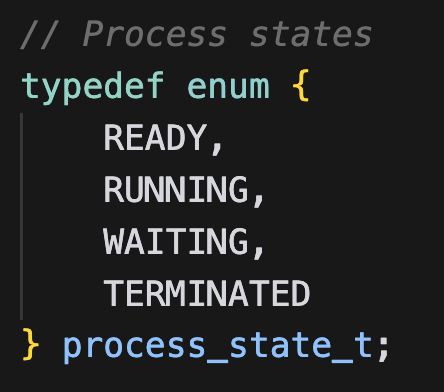 // Process states
typedef enum {
    READY,
    RUNNING,
    WAITING,
    TERMINATED
} process_state_t;